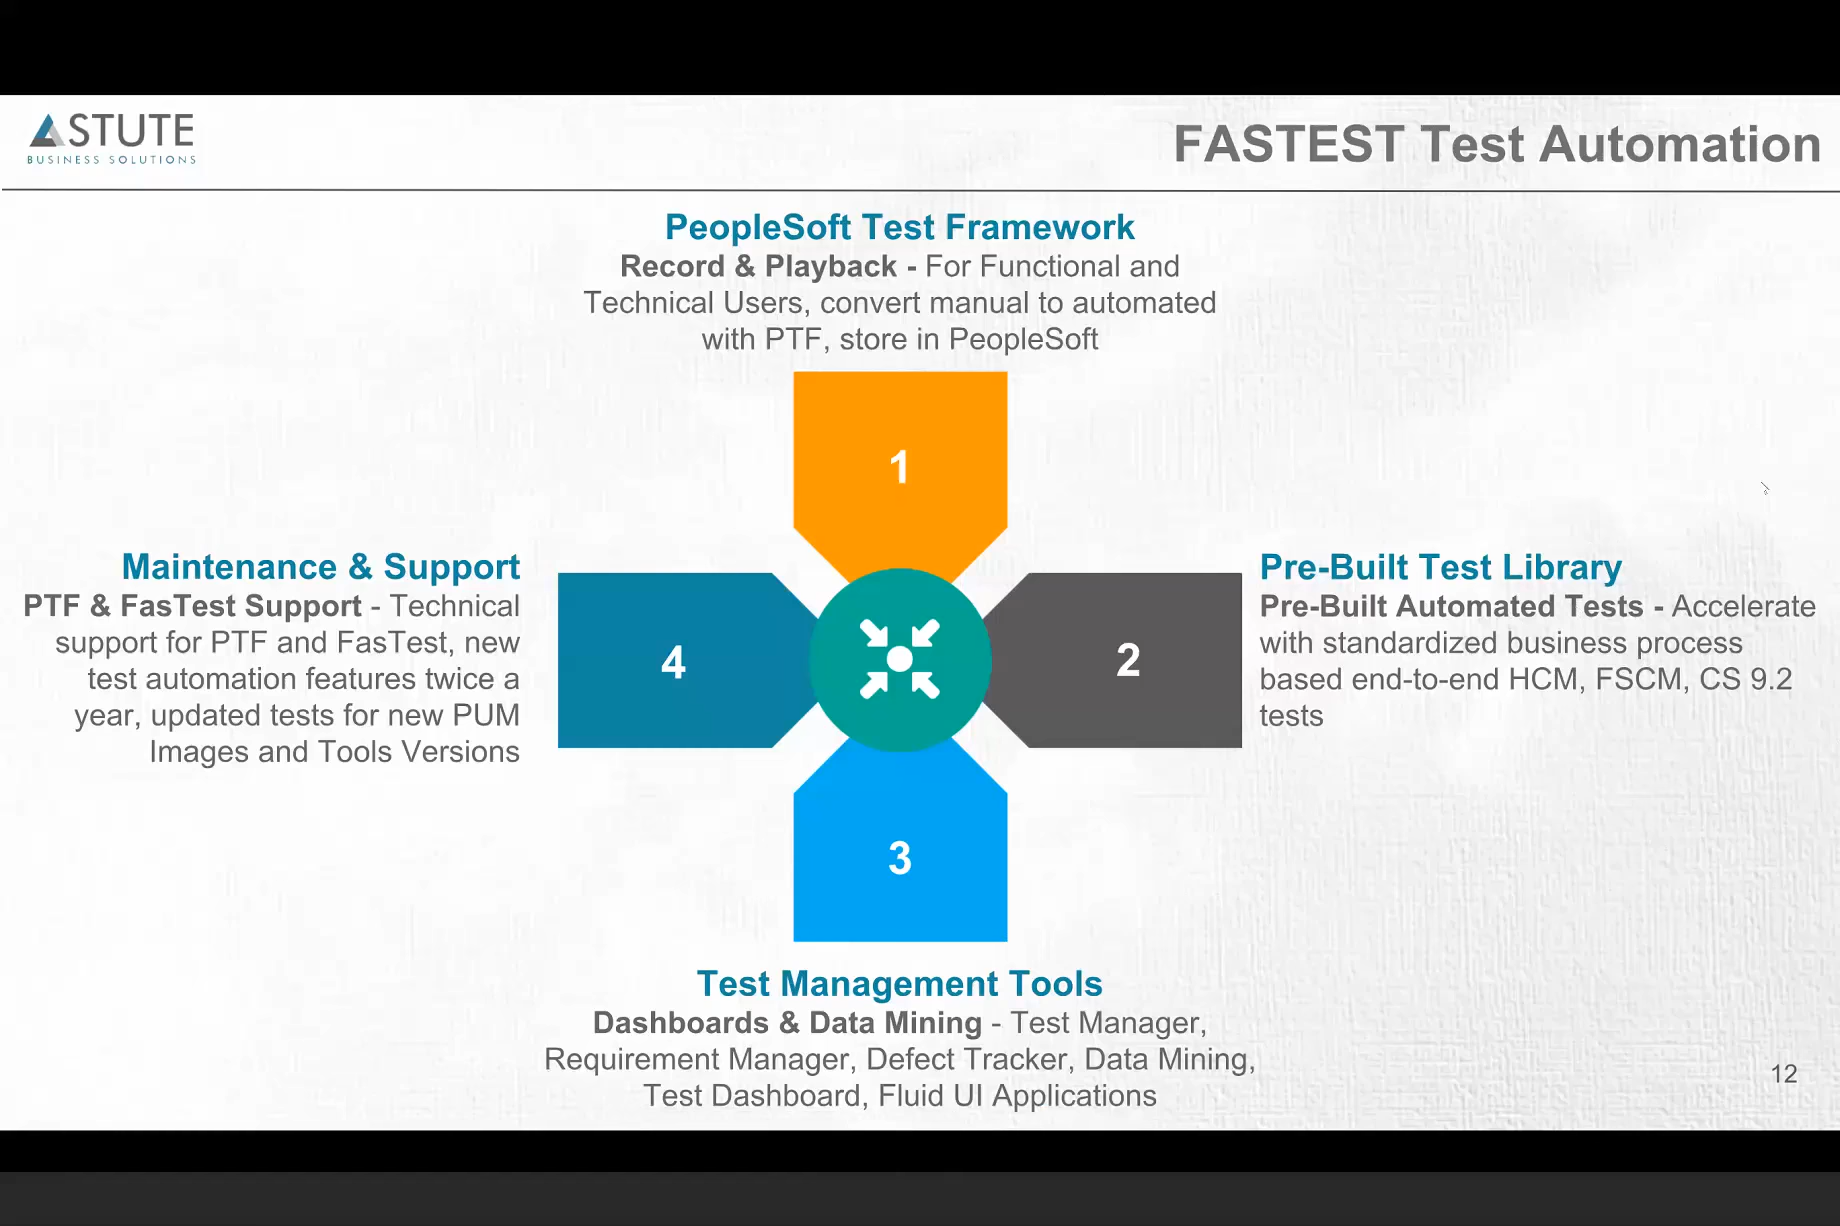 ASTUTE
BUSINESS SOLUTIONS
FASTEST Test Automation
PeopleSoft Test Framework
Record & Playback - For Functional and
Technical Users, convert manual to automated
with PTF, store in PeopleSoft
1
Maintenance & Support
PTF & FasTest Support - Technical
support for PTF and FasTest, new
test automation features twice a
year, updated tests for new PUM
Images and Tools Versions
4
2
Pre-Built Test Library
Pre-Built Automated Tests - Accelerate
with standardized business process
based end-to-end HCM, FSCM, CS 9.2
tests
3
Test Management Tools
Dashboards & Data Mining - Test Manager,
Requirement Manager, Defect Tracker, Data Mining,
Test Dashboard, Fluid UI Applications
12